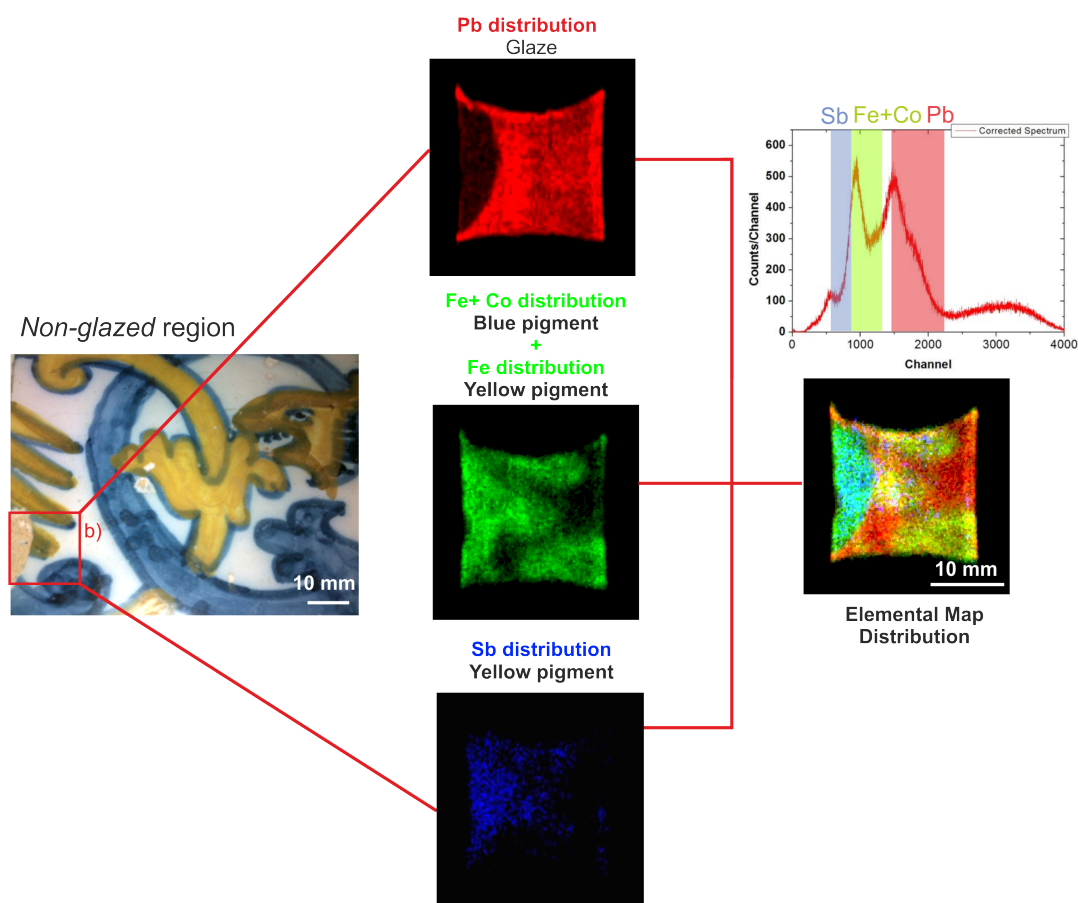 Pb distribution
Glaze
Sb Fe+Co Pb
Corrected Spectrum
600
500
400
300
200
100
0
Counts/Channel
0 1000 2000 3000 4000
Channel
Fe+ Co distribution
Blue pigment
+
Fe distribution
Yellow pigment
Non-glazed region
b)
10 mm
10 mm
Elemental Map
Distribution
Sb distribution
Yellow pigment